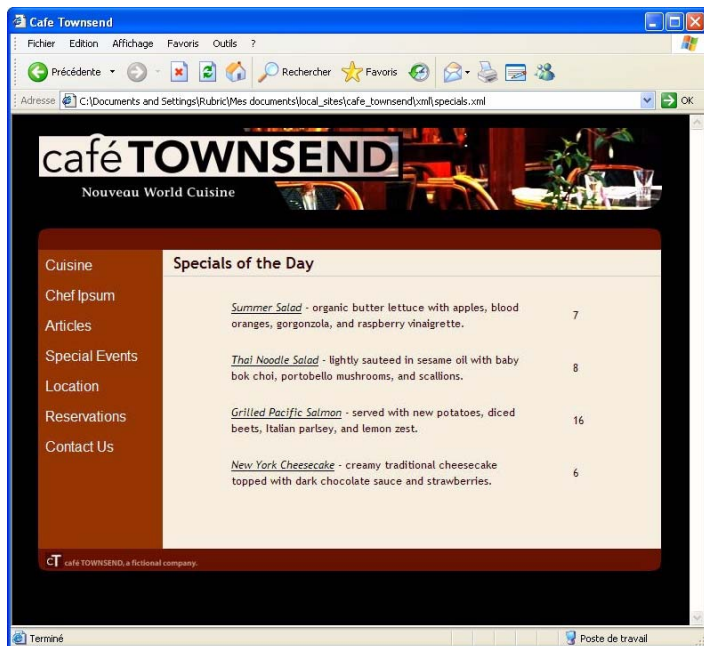 Cafe Townsend
Fichier Edition Affichage Favoris Outils ?
Précédente Rechercher Favoris
Adresse C:\Documents and Settings\Rubric\Mes documents\local_sites\cafe_townsend\xml\specials.xml OK
café TOWNSEND
Nouveau World Cuisine
Specials of the Day
Cuisine
Chef Ipsum
Articles
Special Events
Location
Reservations
Contact Us
Summer Salad - organic butter lettuce with apples, blood
oranges, gorgonzola, and raspberry vinaigrette.
7
Thai Noodle Salad - lightly sauteed in sesame oil with baby
bok choi, portobello mushrooms, and scallions.
8
Grilled Pacific Salmon - served with new potatoes, diced
beets, Italian parlsey, and lemon zest.
16
New York Cheesecake - creamy traditional cheesecake
topped with dark chocolate sauce and strawberries.
6
cT café TOWNSEND, a fictional company.
Terminé Poste de travail